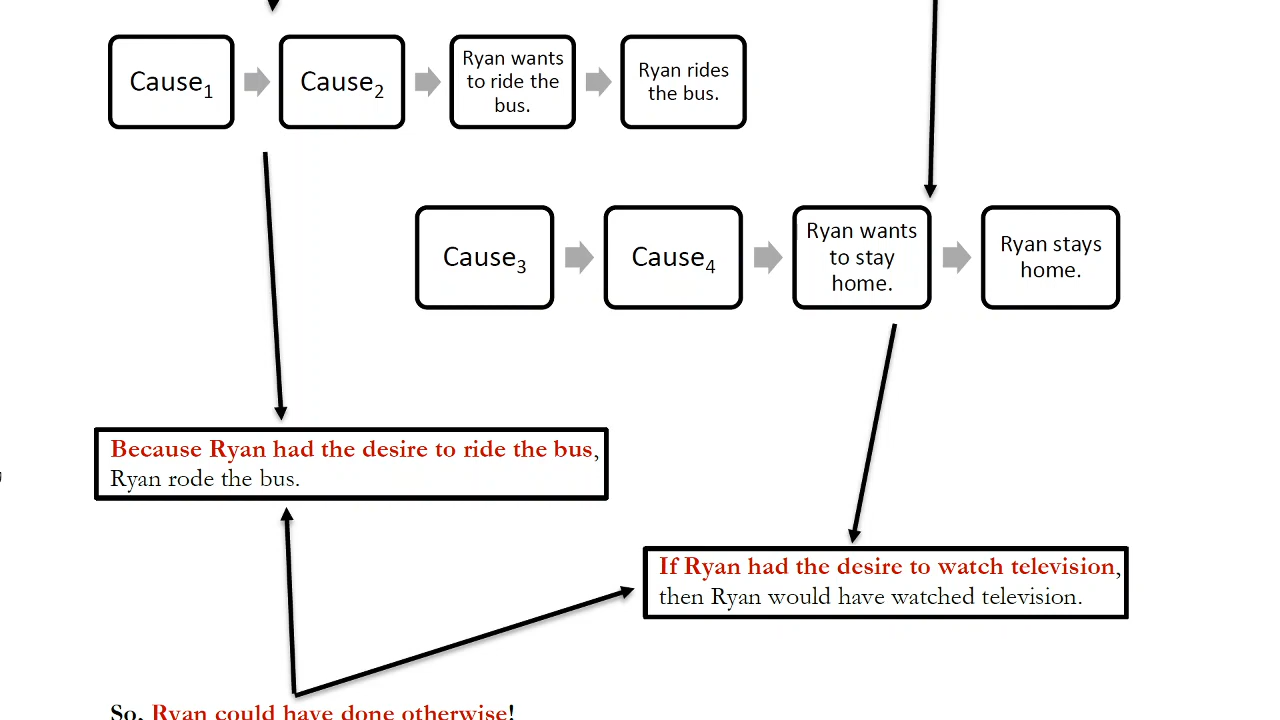 Cause₁
Cause₂
Ryan wants
to ride the
bus.
Ryan rides
the bus.
Cause₃
Cause₄
Ryan wants
to stay
home.
Ryan stays
home.
Because Ryan had the desire to ride the bus,
Ryan rode the bus.
If Ryan had the desire to watch television,
then Ryan would have watched television.
So, Ryan could have done otherwise!